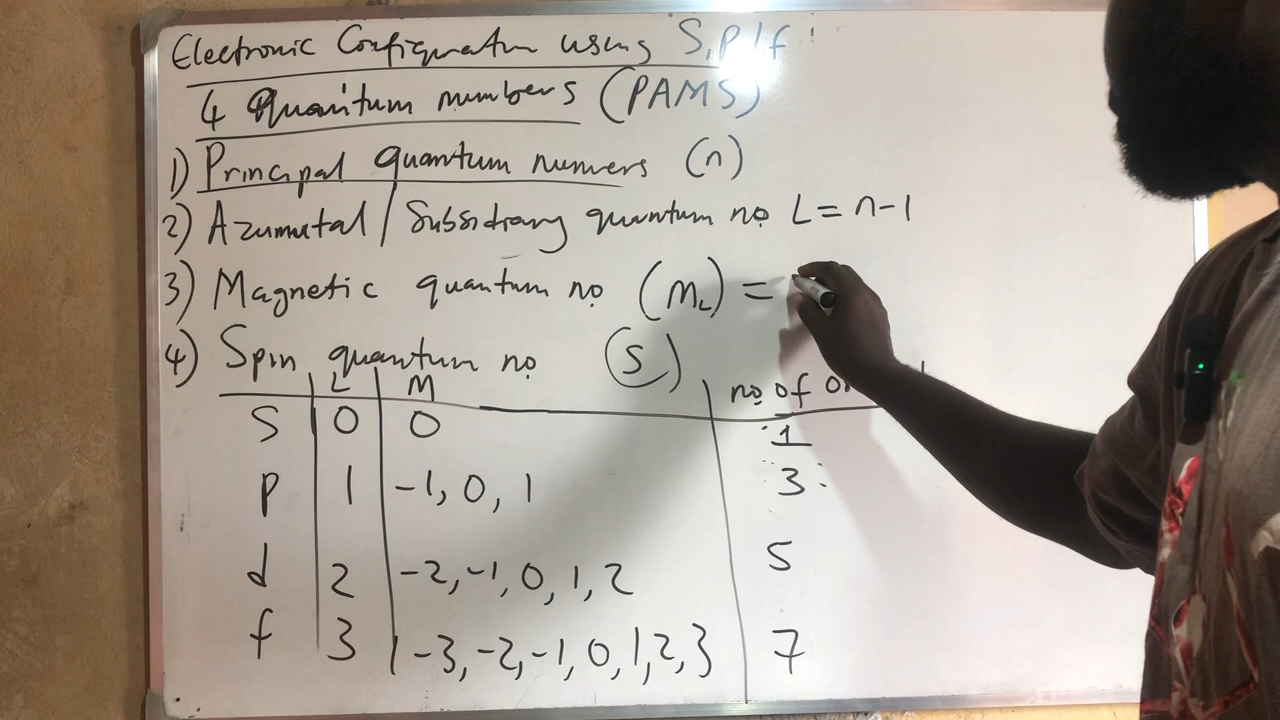 Electronic Configuratun using S,P,d,f
4 Quantum numbers (PAMS)
1) Principal quantum numers (n)
2) Azumutal / Subsidiary quantum no L = n-1
3) Magnetic quantum no (mL) =
4) Spin quantum no (S)
L M no of
S 0 0 1
P 1 -1, 0, 1 3
d 2 -2, -1, 0, 1, 2 5
f 3 -3, -2, -1, 0, 1, 2, 3 7